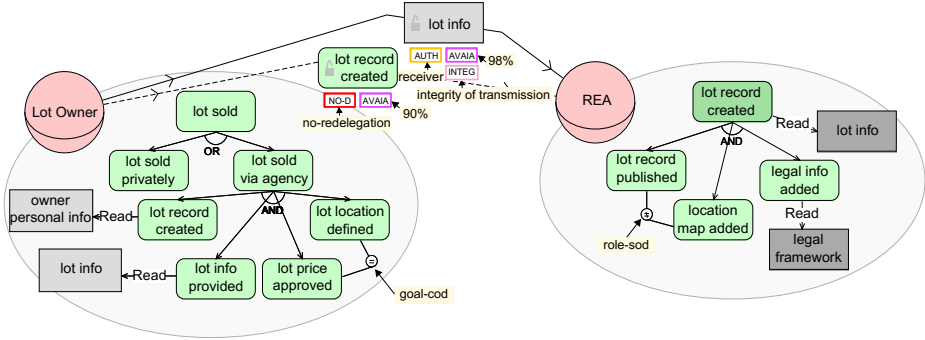 lot info
AUTH
AVAIA
98%
lot record
created
receiver
INTEG
integrity of transmission
Lot Owner
NO-D
AVAIA
90%
no-redelegation
REA
lot sold
OR
lot sold
privately
lot sold
via agency
AND
owner
personal info
Read
lot record
created
lot location
defined
lot info
Read
lot info
provided
lot price
approved
=
goal-cod
lot record
created
AND
Read
lot info
lot record
published
legal info
added
location
map added
Read
role-sod
legal
framework